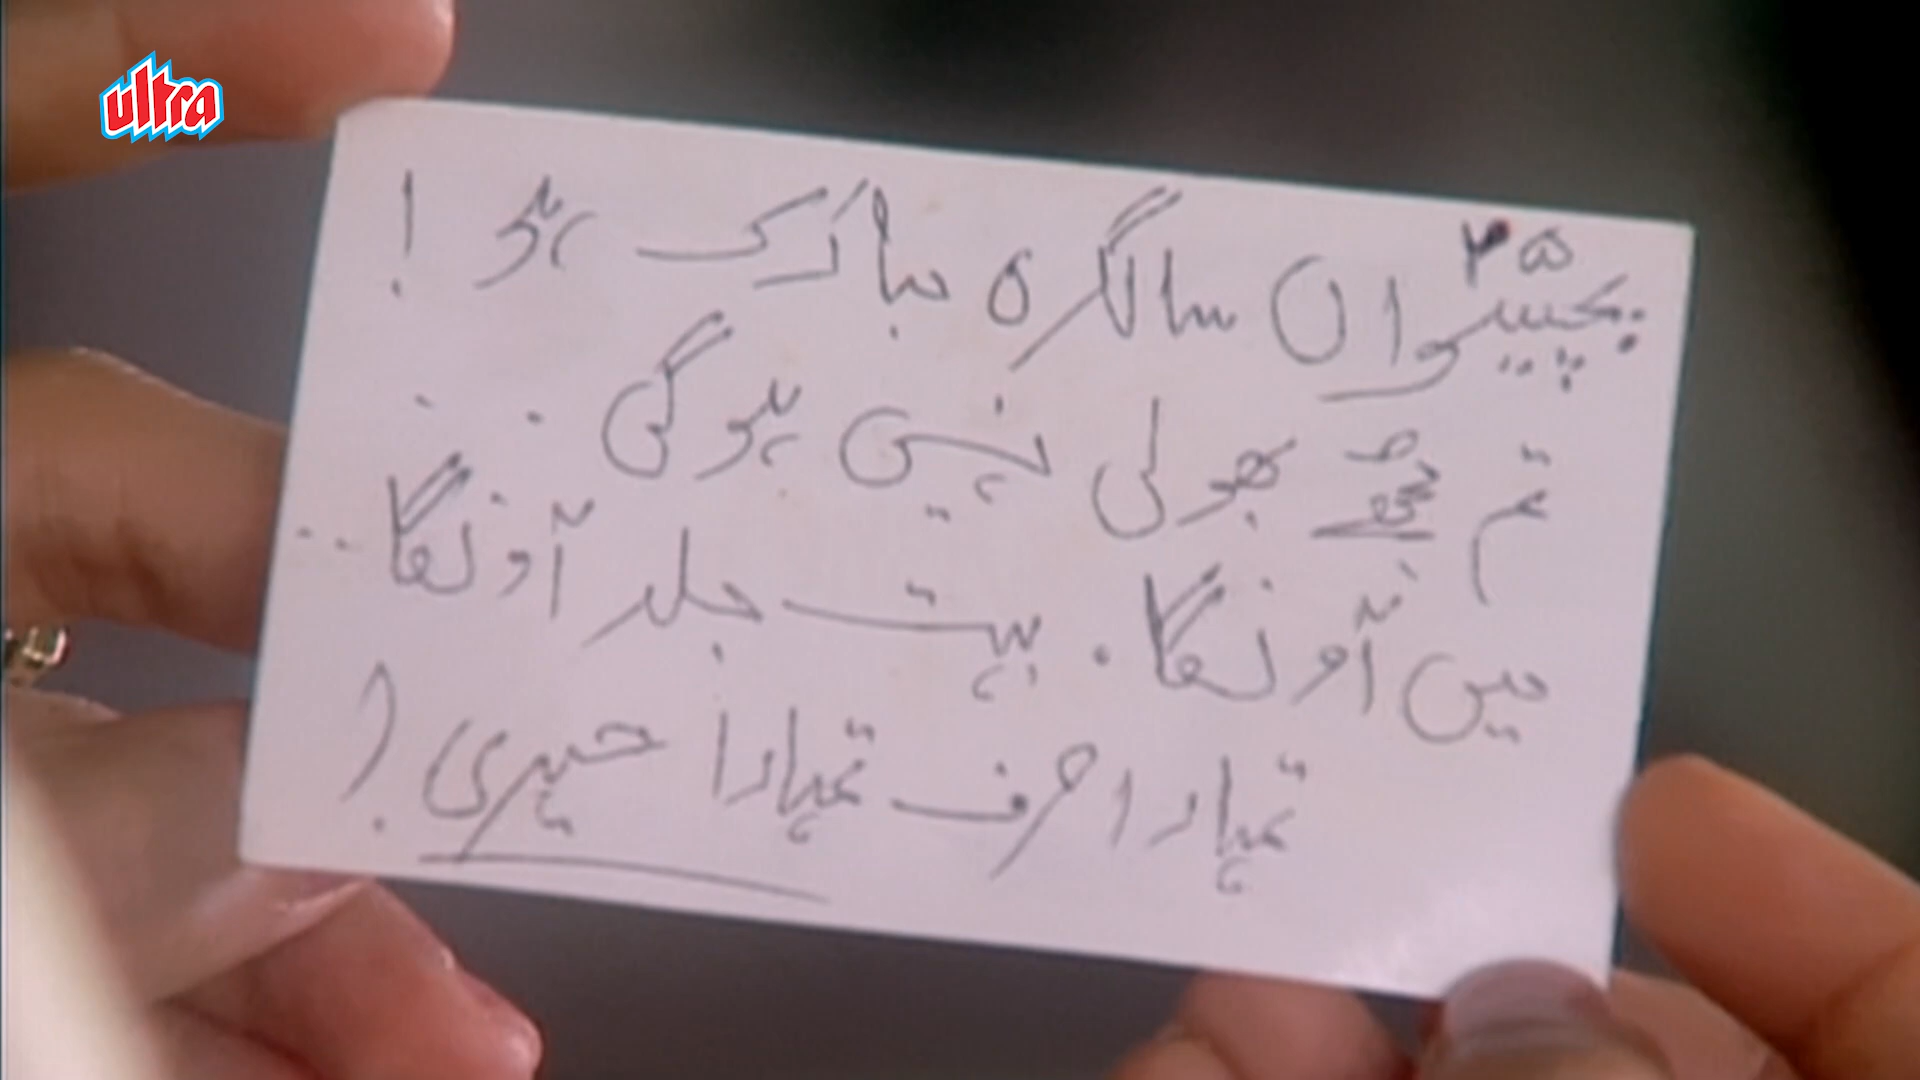 ultra
۲۵
پچیسواں سالگرہ مبارک ہو !
تم مجھے بھولی نہیں ہوگی . .
میں آؤنگا . بہت جلد آؤنگا . .
تمہارا صرف تمہارا حیدری !